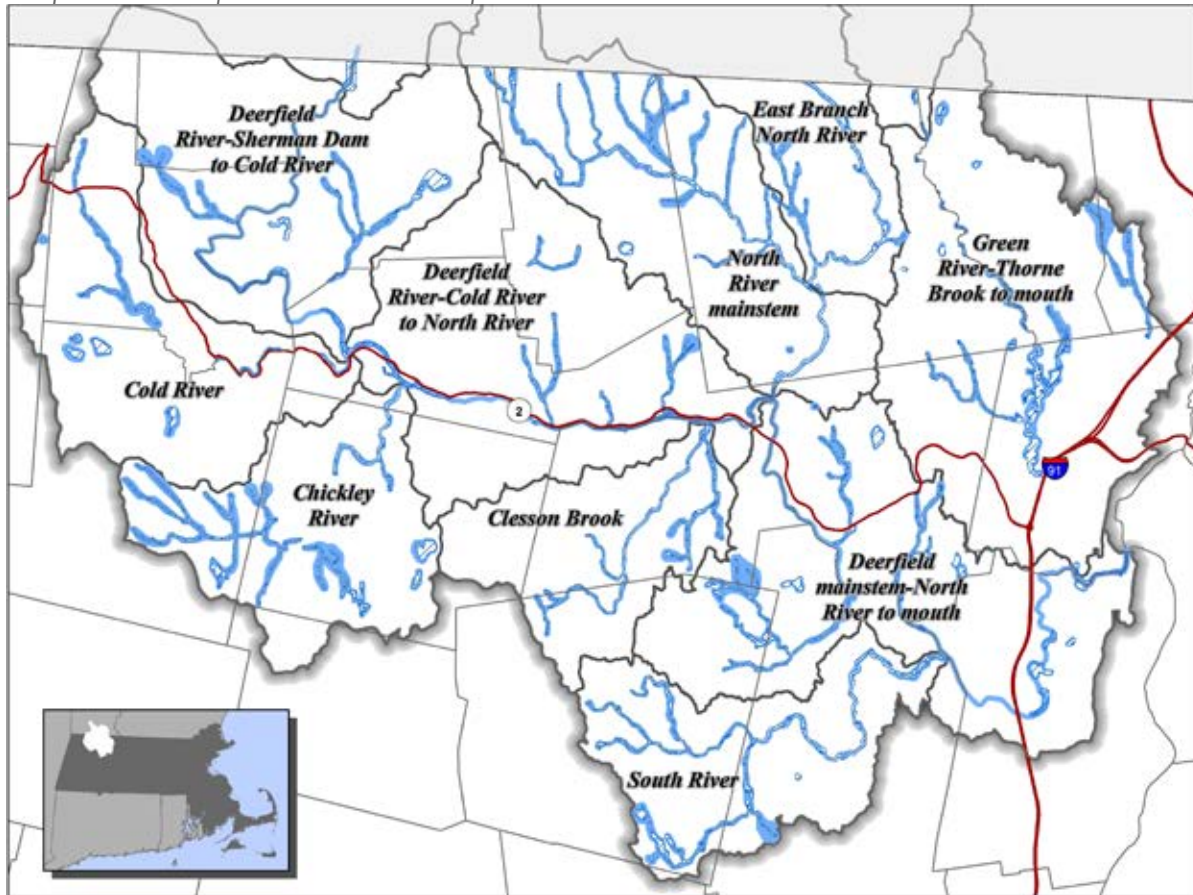 Deerfield
River-Sherman Dam
to Cold River
East Branch
North River
Green
River-Thorne
Brook to mouth
North
River
mainstem
Deerfield
River-Cold River
to North River
Cold River
2
91
Chickley
River
Clesson Brook
Deerfield
mainstem-North
River to mouth
South River